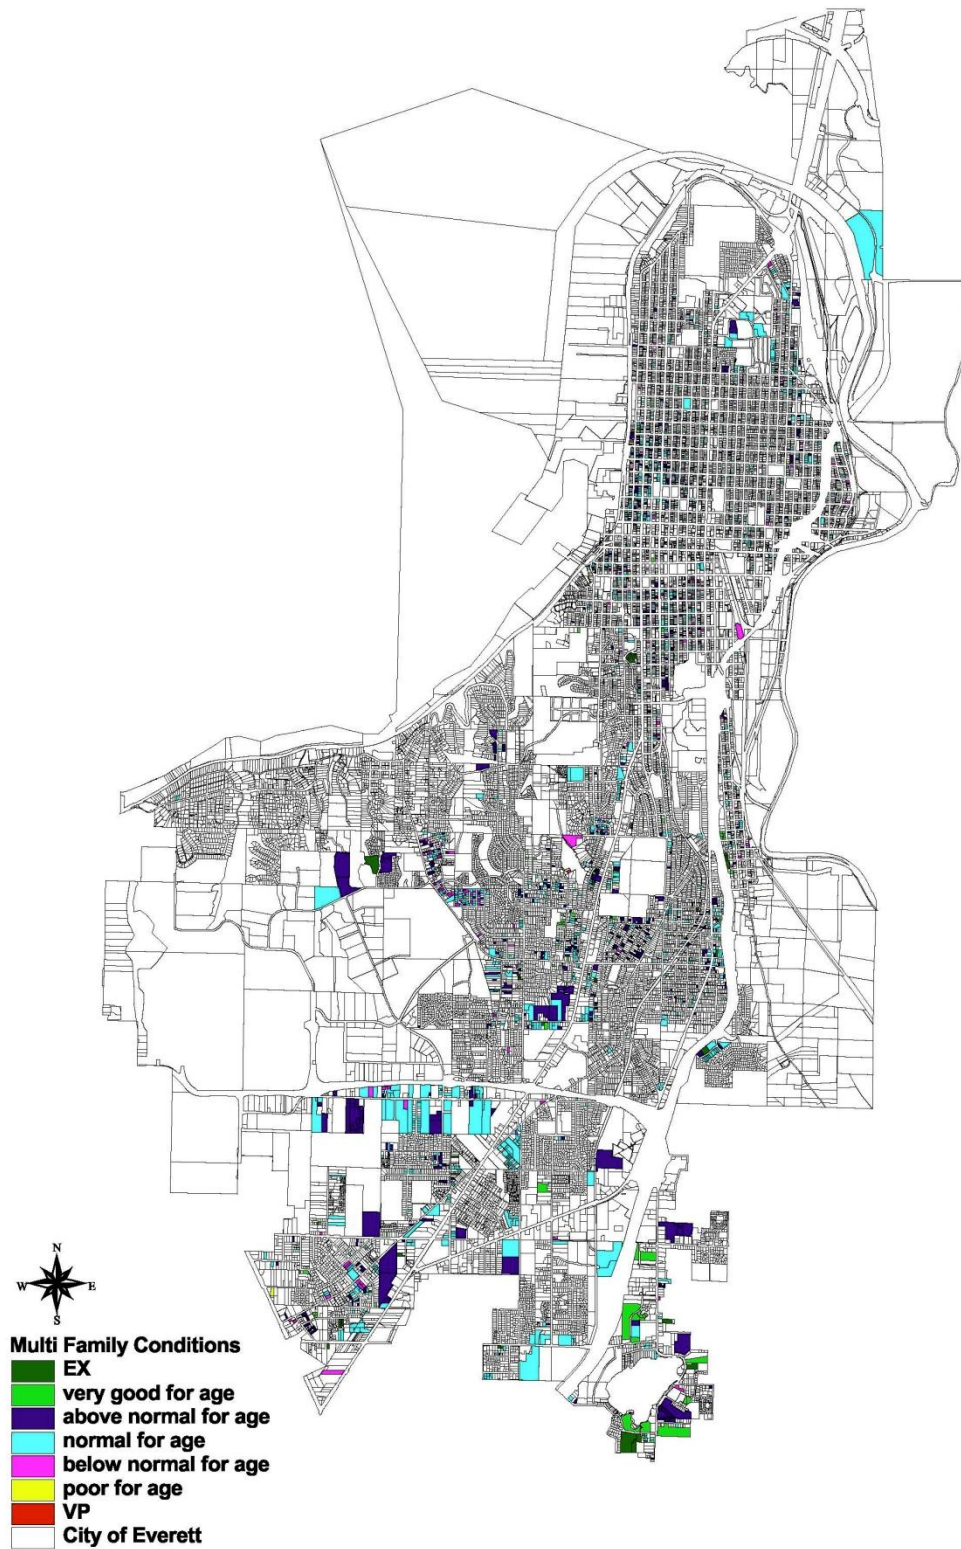 N
W E
S
Multi Family Conditions
EX
very good for age
above normal for age
normal for age
below normal for age
poor for age
VP
City of Everett